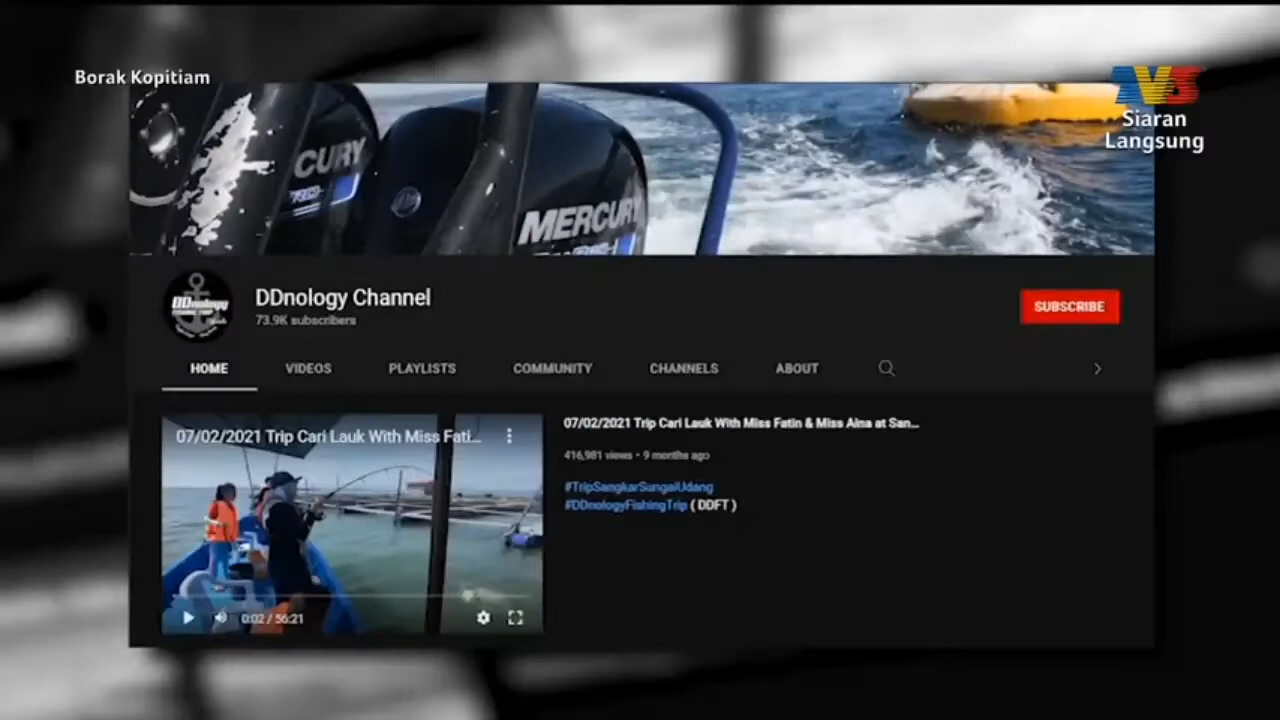 Borak Kopitiam
Siaran
Langsung
CURY
MERCURY
DDnology
DDnology Channel
73.9K subscribers
SUBSCRIBE
HOME
VIDEOS
PLAYLISTS
COMMUNITY
CHANNELS
ABOUT
07/02/2021 Trip Cari Lauk With Miss Fati...
0:02 / 56:21
07/02/2021 Trip Cari Lauk With Miss Fatin & Miss Aina at San...
416,981 views • 9 months ago
#TripSangkarSungaiUdang
#DDnologyFishingTrip ( DDFT )